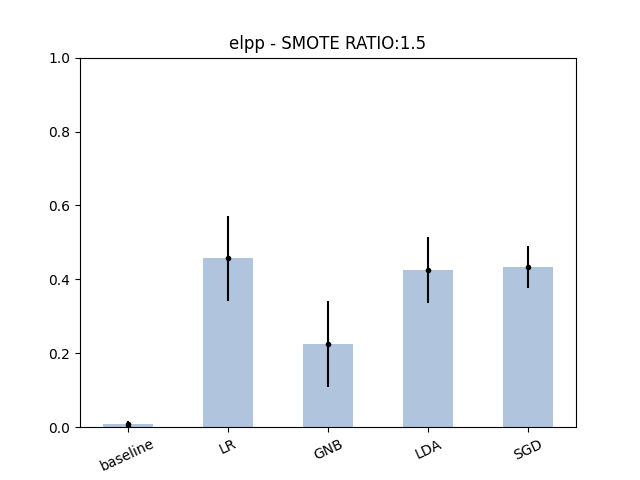 elpp - SMOTE RATIO:1.5
1.0
0.8
0.6
0.4
0.2
0.0
baseline
LR
GNB
LDA
SGD